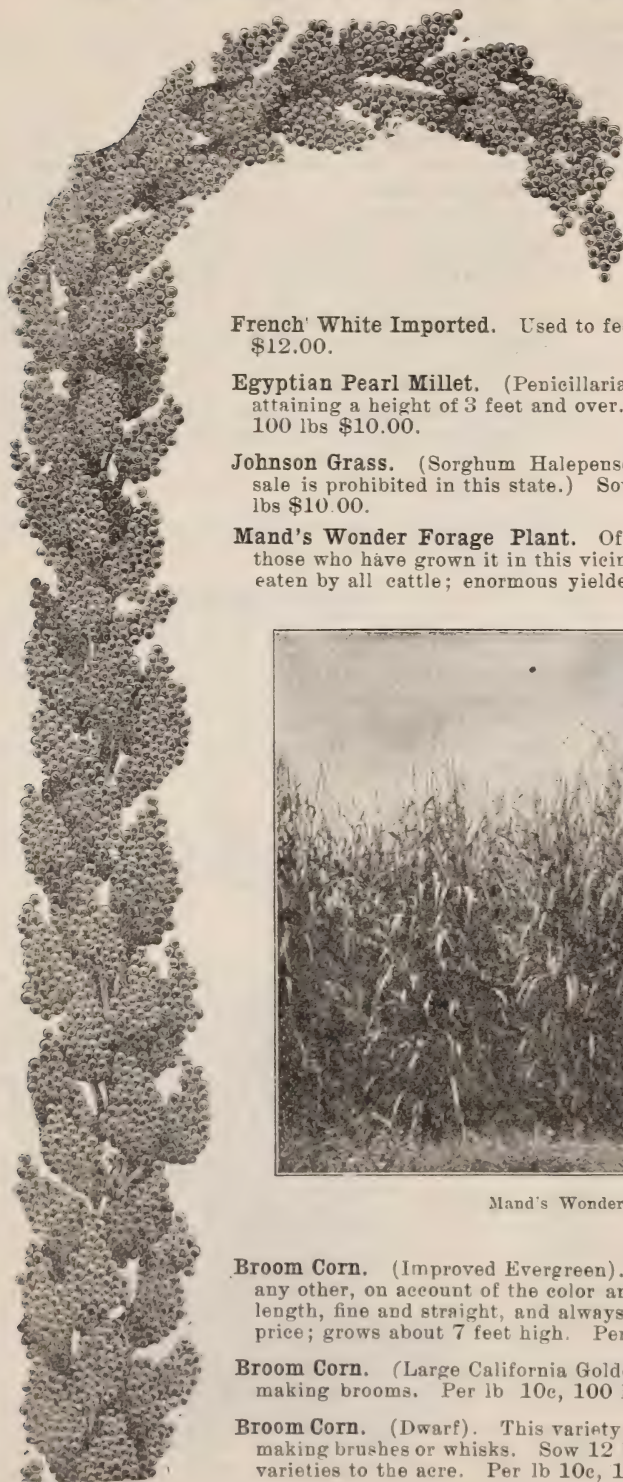 French White Imported. Used to fe
$12.00.
Egyptian Pearl Millet. (Penicillaria
attaining a height of 3 feet and over.
100 lbs $10.00.
Johnson Grass. (Sorghum Halepense
sale is prohibited in this state.) So
lbs $10.00.
Mand's Wonder Forage Plant. Of
those who have grown it in this vicin
eaten by all cattle; enormous yielde
Mand's Wonder
Broom Corn. (Improved Evergreen).
any other, on account of the color a
length, fine and straight, and always
price; grows about 7 feet high. Pe
Broom Corn. (Large California Gold
making brooms. Per lb 10c, 100
Broom Corn. (Dwarf). This variety
making brushes or whisks. Sow 12
varieties to the acre. Per lb 10c, 1